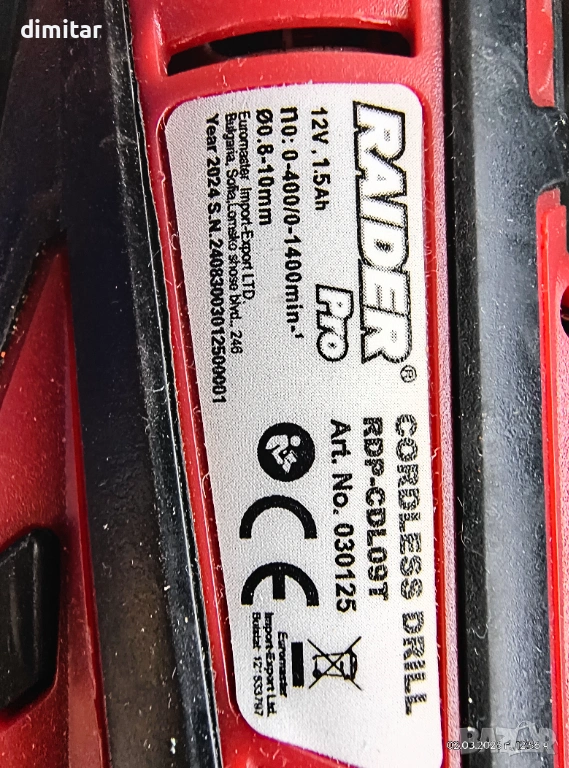 dimitar
RAIDER®
Pro
12V, 1.5Ah
n0: 0-400/0-1400min-¹
Ø0.8-10mm
Euromaster Import-Export LTD,
Bulgaria, Sofia, Lomsko shose blvd., 246
Year 2024 S.N.24083003012500001
CORDLESS DRILL
RDP-CDL09T
Art. No. 030125
CE
Euromaster
Import-Export Ltd.
Bulstat: